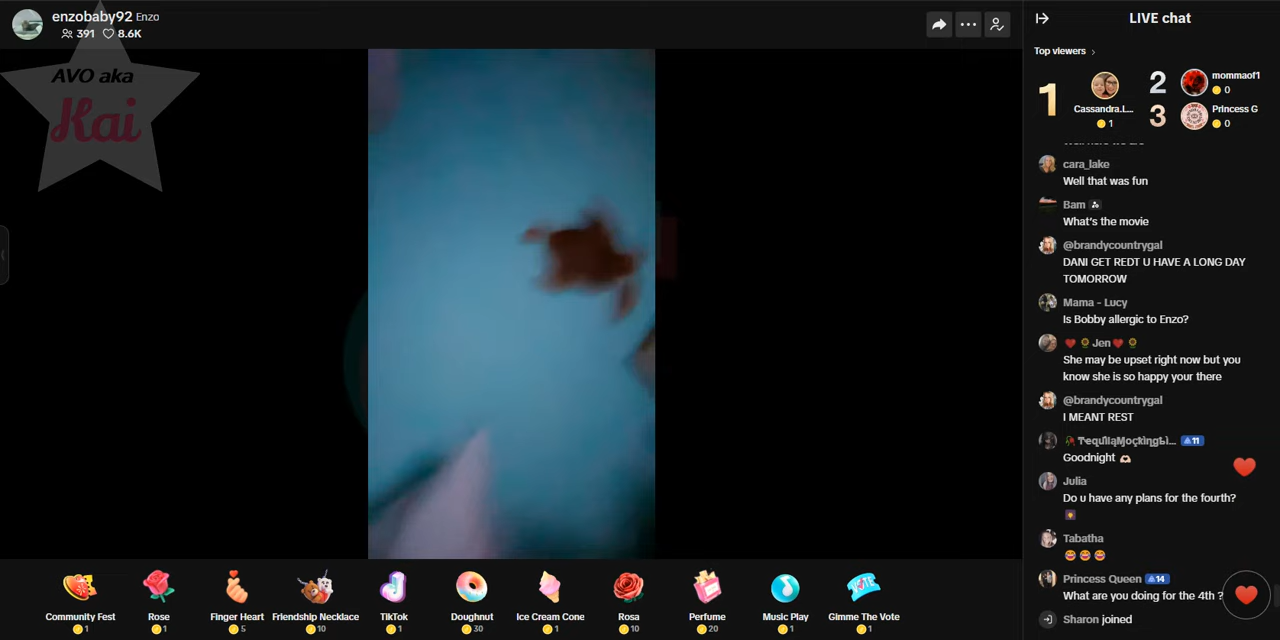 enzobaby92 Enzo
391 8.6K
AVO aka
Kai
LIVE chat
Top viewers
1
Cassandra.L...
1
2
mommaof1
0
3
Princess G
0
cara_lake
Well that was fun
Bam
What's the movie
@brandycountrygal
DANI GET REDT U HAVE A LONG DAY
TOMORROW
Mama - Lucy
Is Bobby allergic to Enzo?
Jen
She may be upset right now but you
know she is so happy your there
@brandycountrygal
I MEANT REST
11
Goodnight
Julia
Do u have any plans for the fourth?
Tabatha
Princess Queen 14
What are you doing for the 4th ?
Sharon joined
Community Fest
1
Rose
1
Finger Heart
5
Friendship Necklace
10
TikTok
1
Doughnut
30
Ice Cream Cone
1
Rosa
10
Perfume
20
Music Play
1
VOTE
Gimme The Vote
1